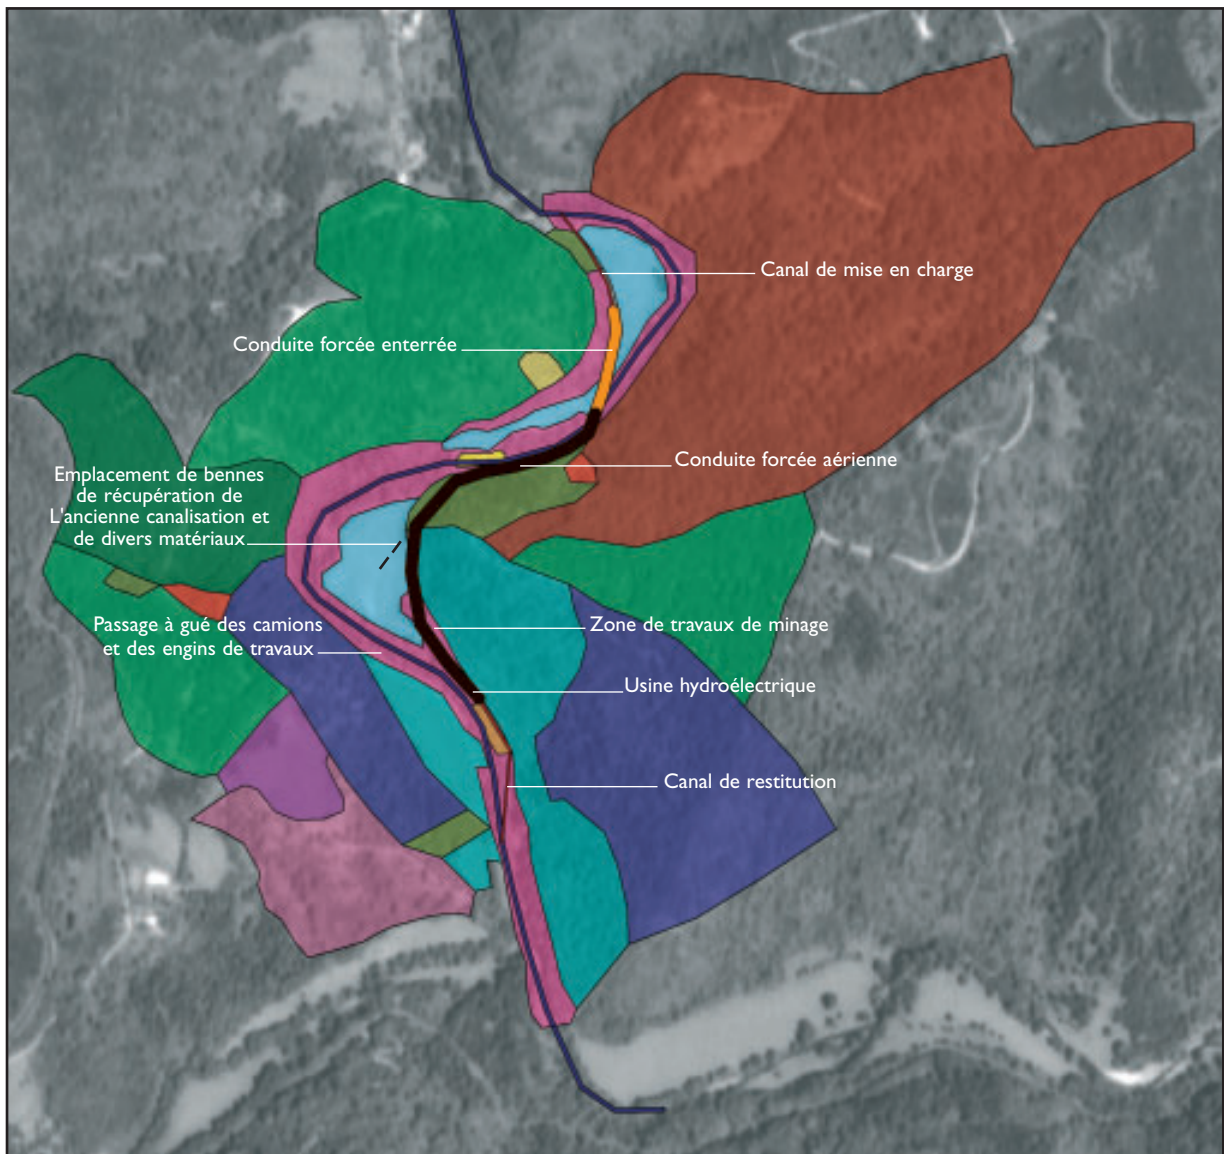 Canal de mise en charge
Conduite forcée enterrée
Conduite forcée aérienne
Emplacement de bennes
de récupération de
L'ancienne canalisation et
de divers matériaux
Passage à gué des camions
et des engins de travaux
Zone de travaux de minage
Usine hydroélectrique
Canal de restitution